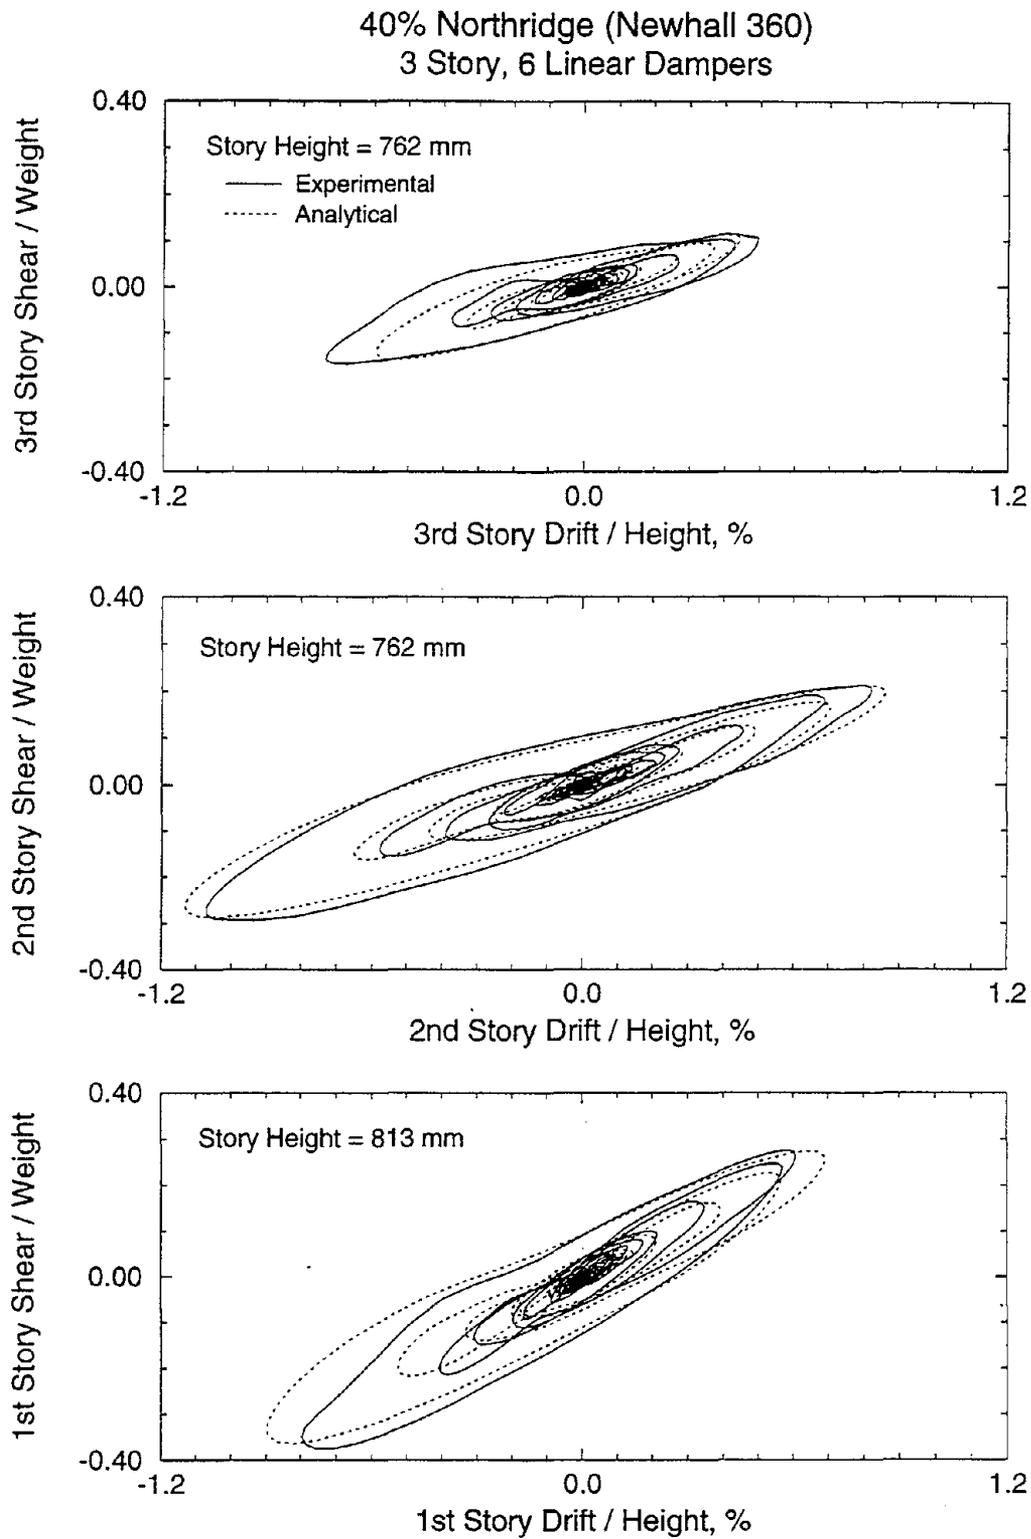 40% Northridge (Newhall 360)
3 Story, 6 Linear Dampers
0.40
Story Height = 762 mm
Experimental
Analytical
3rd Story Shear / Weight
0.00
-0.40
-1.2
0.0
1.2
3rd Story Drift / Height, %
0.40
Story Height = 762 mm
2nd Story Shear / Weight
0.00
-0.40
-1.2
0.0
1.2
2nd Story Drift / Height, %
0.40
Story Height = 813 mm
1st Story Shear / Weight
0.00
-0.40
-1.2
0.0
1.2
1st Story Drift / Height, %